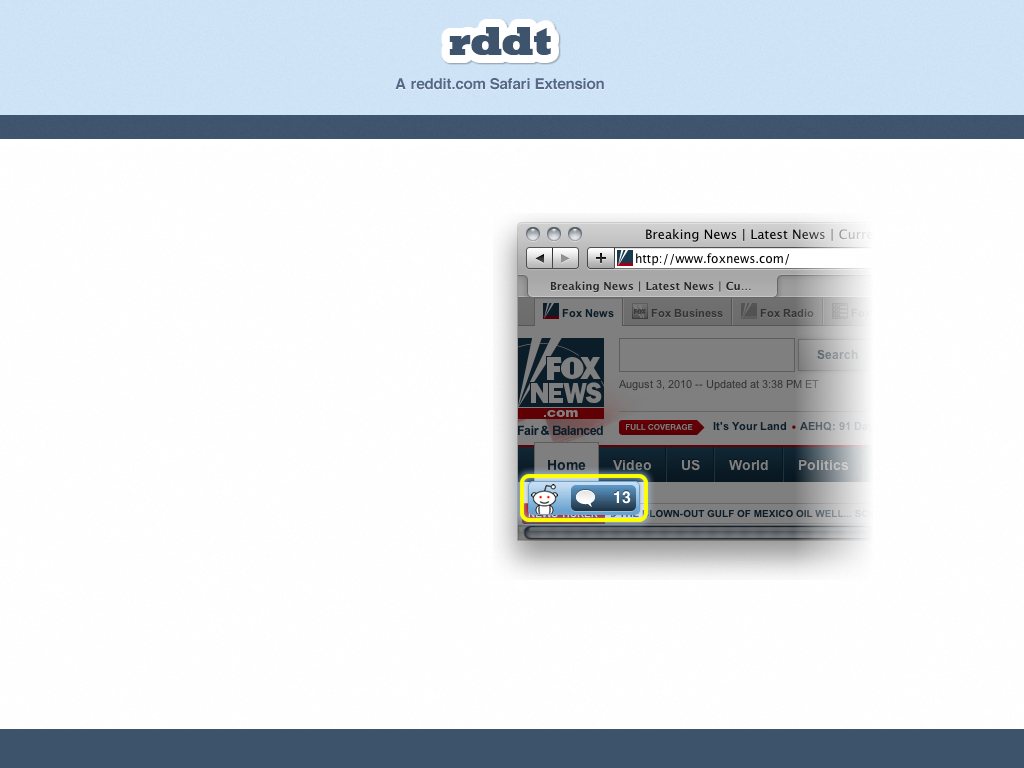 rddt
A reddit.com Safari Extension
Breaking News | Latest News | Curre
http://www.foxnews.com/
Breaking News | Latest News | Cu...
Fox News
Fox Business
Fox Radio
Search
FOX
NEWS
.com
Fair & Balanced
August 3, 2010 -- Updated at 3:38 PM ET
FULL COVERAGE
It's Your Land • AEHQ: 91 Da
Home
Video
US
World
Politics
13
LOWN-OUT GULF OF MEXICO OIL WELL...